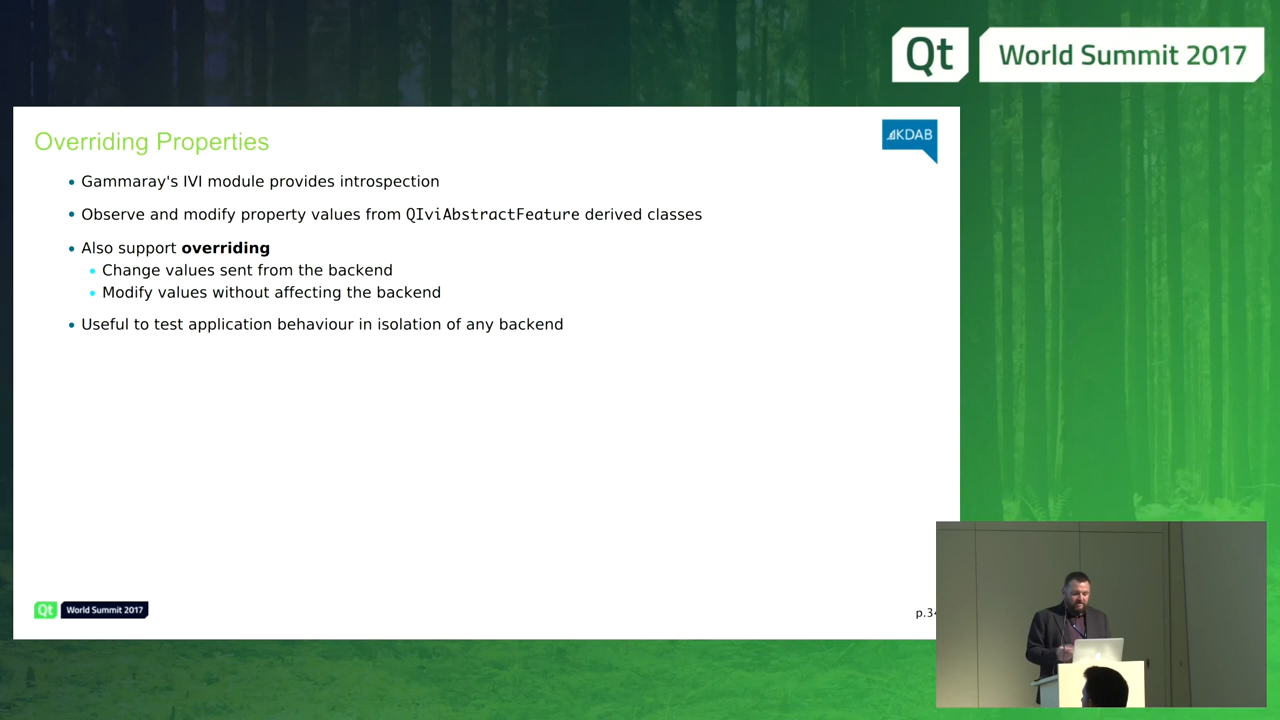 Qt World Summit 2017
Overriding Properties
KDAB
• Gammaray's IVI module provides introspection
• Observe and modify property values from QIviAbstractFeature derived classes
• Also support overriding
• Change values sent from the backend
• Modify values without affecting the backend
• Useful to test application behaviour in isolation of any backend
Qt World Summit 2017